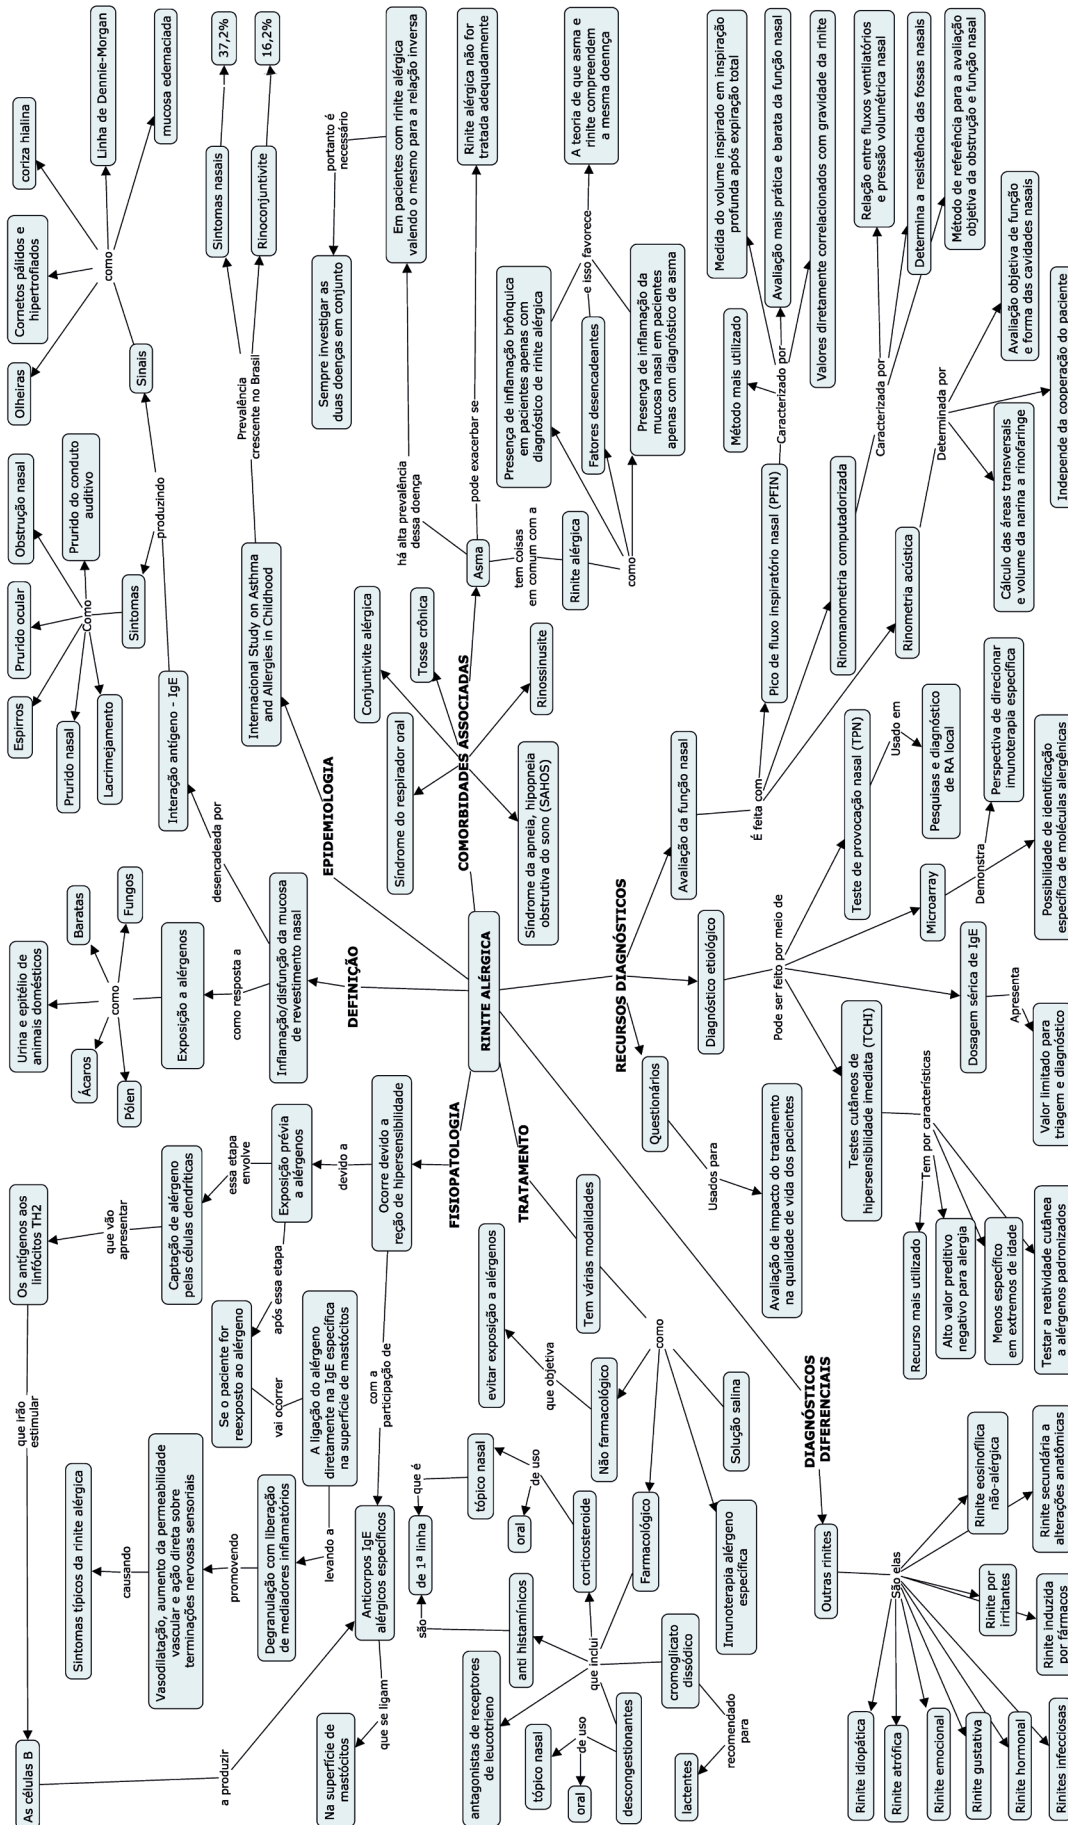 As células B
que irão
estimular
Os antígenos aos
linfócitos TH2
que vão
apresentar
Captação de alérgeno
pelas células dendríticas
essa etapa
envolve
Exposição prévia
a alérgenos
devido a
Ocorre devido a
reção de hipersensibilidade
FISIOPATOLOGIA
após essa etapa
Se o paciente for
reexposto ao alérgeno
vai ocorrer
A ligação do alérgeno
diretamente na IgE específica
na superfície de mastócitos
levando a
Degranulação com liberação
de mediadores inflamatórios
promovendo
Vasodilatação, aumento da permeabilidade
vascular e ação direta sobre
terminações nervosas sensoriais
causando
Sintomas típicos da rinite alérgica
a produzir
com a
participação de
Anticorpos IgE
alérgicos específicos
que se ligam
Na superfície de
mastócitos
Urina e epitélio de
animais domésticos
Ácaros
Baratas
como
Pólen
Fungos
Exposição a alérgenos
como resposta a
Inflamação/disfunção da mucosa
de revestimento nasal
DEFINIÇÃO
RINITE ALÉRGICA
desencadeada por
Interação antígeno - IgE
produzindo
Sintomas
Como
Espirros
Prurido ocular
Obstrução nasal
Prurido nasal
Prurido do conduto
auditivo
Lacrimejamento
Sinais
como
Olheiras
Cornetos pálidos e
hipertrofiados
coriza hialina
Linha de Dennie-Morgan
mucosa edemaciada
EPIDEMIOLOGIA
Internacional Study on Asthma
and Allergies in Childhood
Prevalência
crescente no Brasil
Sintomas nasais
37,2%
Rinoconjuntivite
16,2%
COMORBIDADES ASSOCIADAS
Conjuntivite alérgica
Síndrome do respirador oral
Tosse crônica
Síndrome da apneia, hipopneia
obstrutiva do sono (SAHOS)
Rinossinusite
Asma
há alta prevalência
dessa doença
Em pacientes com rinite alérgica
valendo o mesmo para a relação inversa
portanto é
necessário
Sempre investigar as
duas doenças em conjunto
pode exacerbar se
Rinite alérgica não for
tratada adequadamente
tem coisas
em comum com a
Rinite alérgica
como
Presença de inflamação brônquica
em pacientes apenas com
diagnóstico de rinite alérgica
Fatores desencadeantes
Presença de inflamação da
mucosa nasal em pacientes
apenas com diagnóstico de asma
e isso favorece
A teoria de que asma e
rinite compreendem
a mesma doennça
TRATAMENTO
Tem várias modalidades
como
Não farmacológico
que objetiva
evitar exposição a alérgenos
Solução salina
Imunoterapia alérgeno
específica
Farmacológico
que inclui
corticosteroide
de uso
oral
tópico nasal
que é
de 1ª linha
são
anti histamínicos
antagonistas de receptores
de leucotrieno
descongestionantes
de uso
tópico nasal
oral
cromoglicato
dissódico
recomendado
para
lactentes
RECURSOS DIAGNÓSTICOS
Questionários
Usados para
Avaliação de impacto do tratamento
na qualidade de vida dos pacientes
Diagnóstico etiológico
Pode ser feito por meio de
Testes cutâneos de
hipersensibilidade imediata (TCHI)
Tem por características
Recurso mais utilizado
Alto valor preditivo
negativo para alergia
Menos específico
em extremos de idade
Testar a reatividade cutânea
a alérgenos padronizados
Dosagem sérica de IgE
Apresenta
Valor limitado para
triagem e diagnóstico
Microarray
Demonstra
Perspectiva de direcionar
imunoterapia específica
Possibilidade de identificação
específica de moléculas alergênicas
Teste de provocação nasal (TPN)
Usado em
Pesquisas e diagnóstico
de RA local
Avaliação da função nasal
É feita com
Pico de fluxo inspiratório nasal (PFIN)
Caracterizado por
Método mais utilizado
Medida do volume inspirado em inspiração
profunda após expiração total
Avaliação mais prática e barata da função nasal
Valores diretamente correlacionados com gravidade da rinite
Rinomanometria computadorizada
Caracterizada por
Relação entre fluxos ventilatórios
e pressão volumétrica nasal
Determina a resistência das fossas nasais
Método de referência para a avaliação
objetiva da obstrução e função nasal
Rinometria acústica
Determinada por
Avaliação objetiva de função
e forma das cavidades nasais
Cálculo das áreas transversais
e volume da narina a rinofaringe
Independe da cooperação do paciente
DIAGNÓSTICOS
DIFERENCIAIS
Outras rinites
São elas
Rinite idiopática
Rinite atrófica
Rinite emocional
Rinite gustativa
Rinite hormonal
Rinites infecciosas
Rinite eosinofílica
não-alérgica
Rinite por
irritantes
Rinite secundária a
alterações anatômicas
Rinite induzida
por fármacos